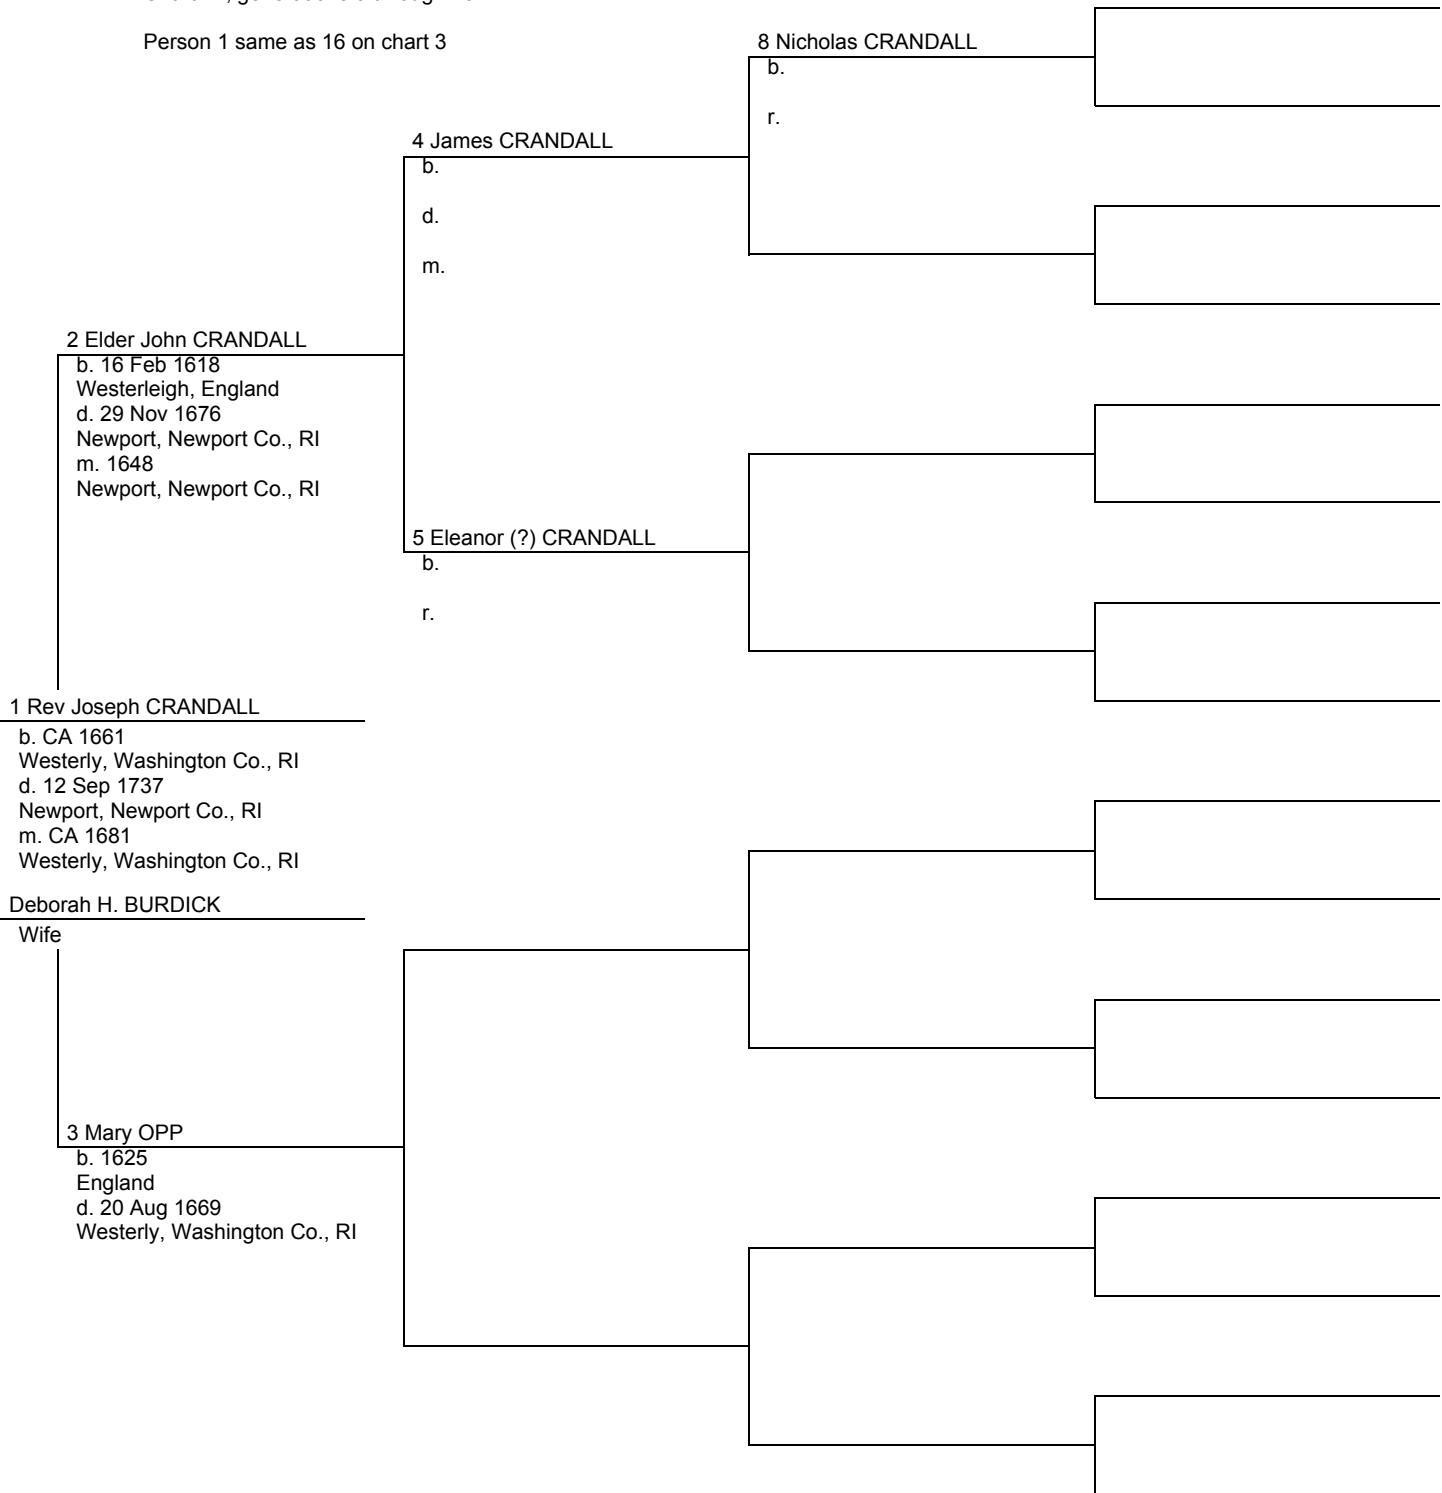 Person 1 same as 16 on chart 3
8 Nicholas CRANDALL
b.
r.
4 James CRANDALL
b.
d.
m.
2 Elder John CRANDALL
b. 16 Feb 1618
Westerleigh, England
d. 29 Nov 1676
Newport, Newport Co., RI
m. 1648
Newport, Newport Co., RI
5 Eleanor (?) CRANDALL
b.
r.
1 Rev Joseph CRANDALL
b. CA 1661
Westerly, Washington Co., RI
d. 12 Sep 1737
Newport, Newport Co., RI
m. CA 1681
Westerly, Washington Co., RI
Deborah H. BURDICK
Wife
3 Mary OPP
b. 1625
England
d. 20 Aug 1669
Westerly, Washington Co., RI